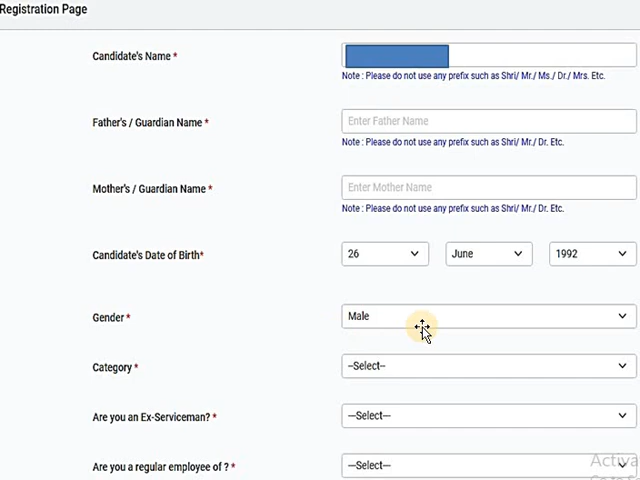 Registration Page
Candidate's Name *
Note : Please do not use any prefix such as Shri/ Mr./ Ms./ Dr./ Mrs. Etc.
Father's / Guardian Name *
Enter Father Name
Note : Please do not use any prefix such as Shri/ Mr./ Dr. Etc.
Mother's / Guardian Name *
Enter Mother Name
Note : Please do not use any prefix such as Shri/ Mr./ Dr. Etc.
Candidate's Date of Birth* 26 June 1992
Gender * Male
Category * --Select--
Are you an Ex-Serviceman? * ---Select---
Are you a regular employee of ? * ---Select---
Activa